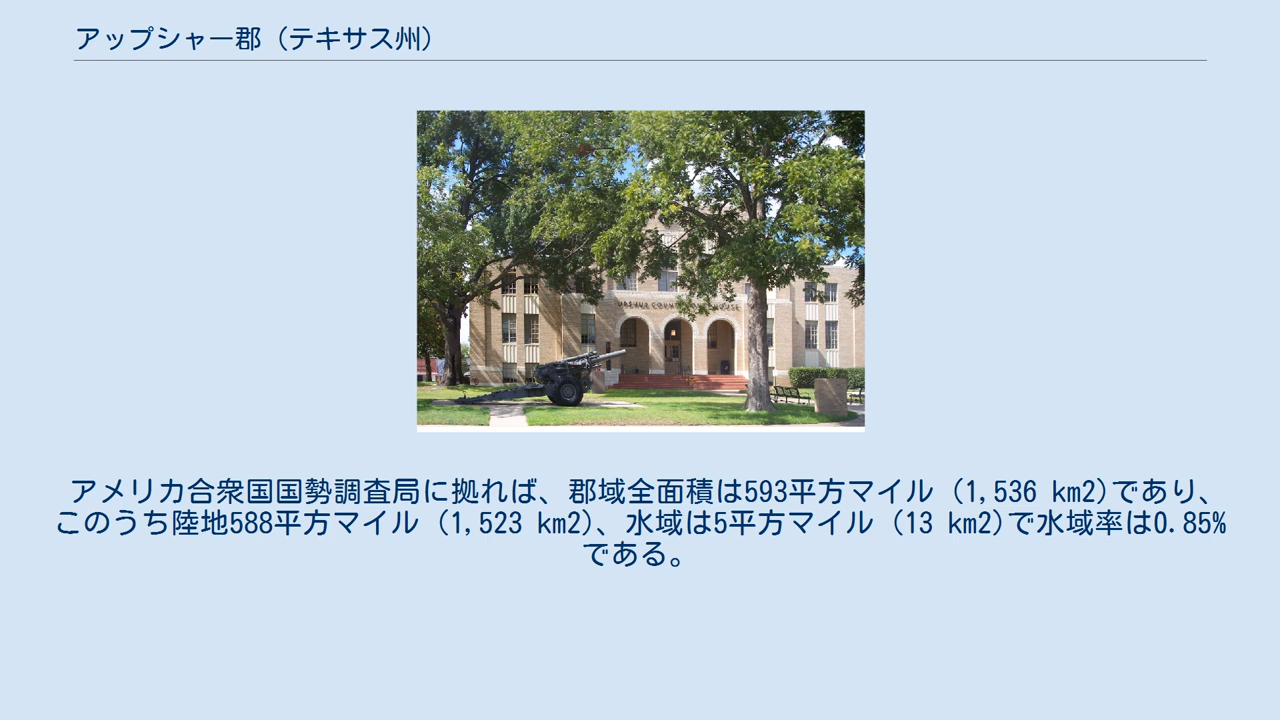 アップシャー郡 (テキサス州)
UPSHUR COUNTY
アメリカ合衆国国勢調査局に拠れば、郡域全面積は593平方マイル (1,536 km2)であり、
このうち陸地588平方マイル (1,523 km2)、水域は5平方マイル (13 km2)で水域率は0.85%
である。